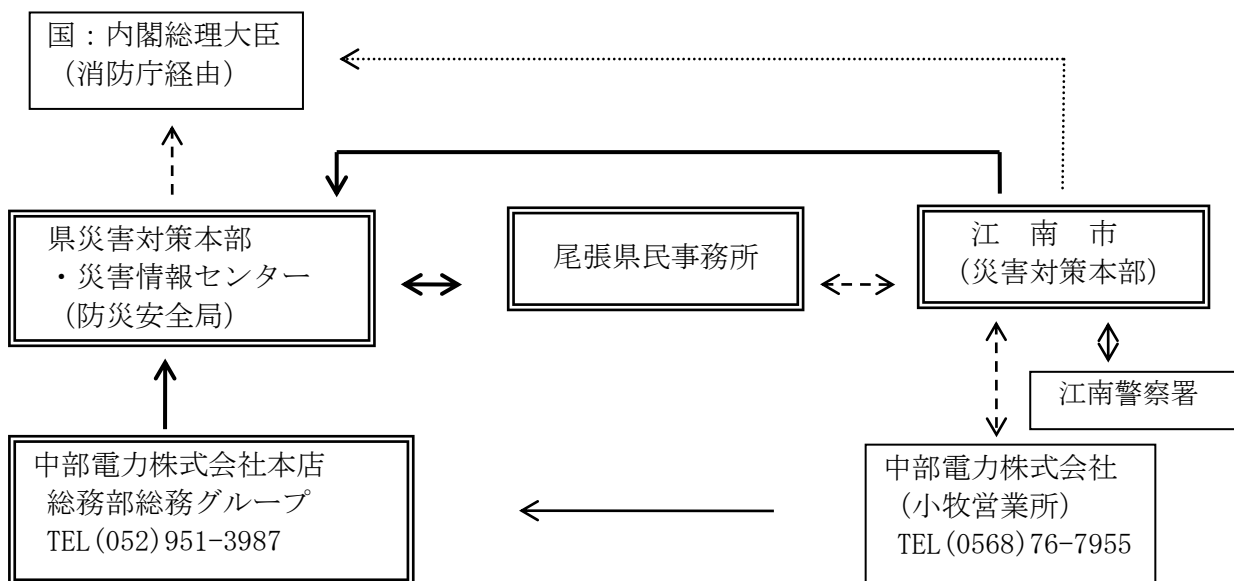 国：内閣総理大臣
（消防庁経由）
県災害対策本部
・災害情報センター
(防災安全局)
尾張県民事務所
江　南　市
(災害対策本部)
江南警察署
中部電力株式会社本店
総務部総務グループ
TEL(052)951-3987
中部電力株式会社
(小牧営業所)
TEL(0568)76-7955